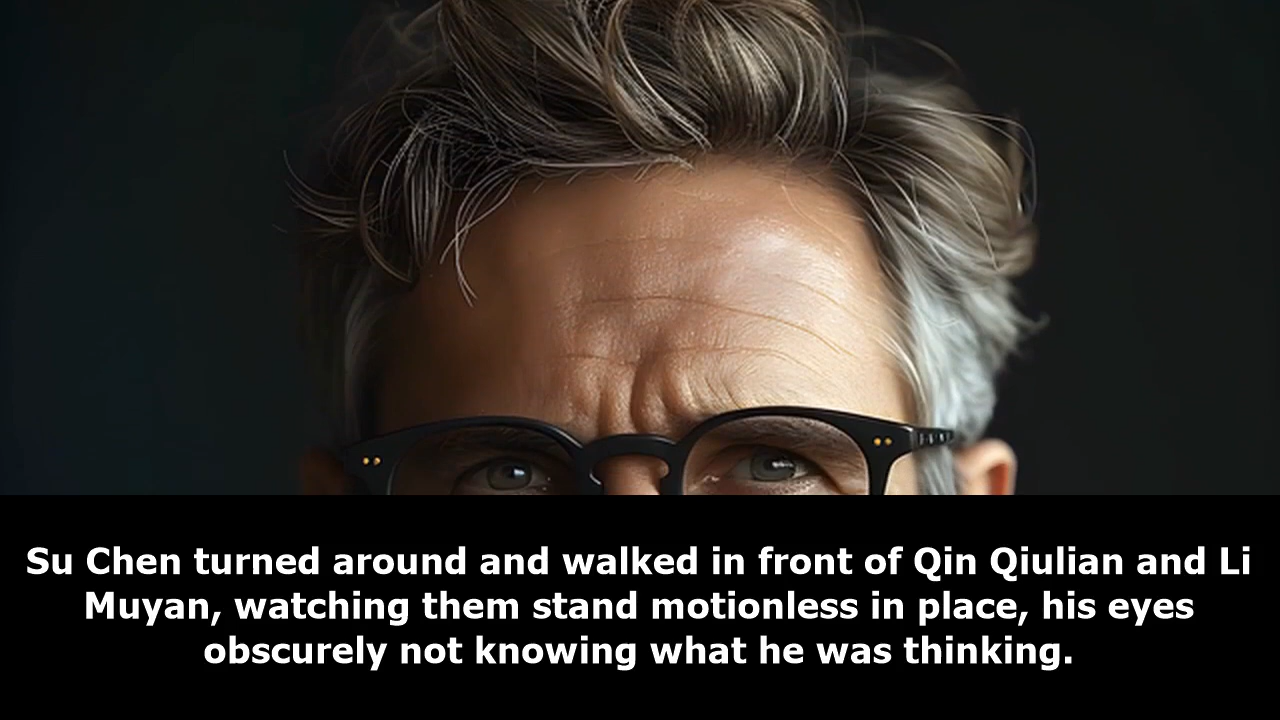 Su Chen turned around and walked in front of Qin Qiulian and Li
Muyan, watching them stand motionless in place, his eyes
obscurely not knowing what he was thinking.